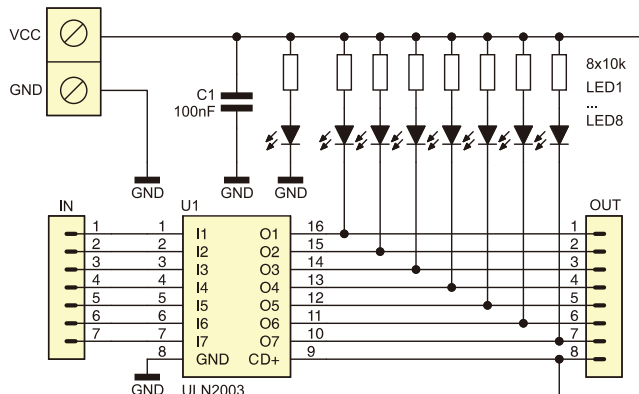 VCC
GND
C1
100nF
8x10k
LED1
...
LED8
GND
GND
GND
IN
U1
OUT
1 1 I1 O1 16 1
2 2 I2 O2 15 2
3 3 I3 O3 14 3
4 4 I4 O4 13 4
5 5 I5 O5 12 5
6 6 I6 O6 11 6
7 7 I7 O7 10 7
8 GND CD+ 9 8
GND
ULN2003